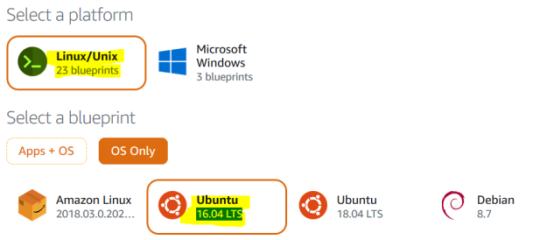 Select a platform
Linux/Unix
23 blueprints
Microsoft
Windows
3 blueprints
Select a blueprint
Apps + OS
OS Only
Amazon Linux
2018.03.0.202...
Ubuntu
16.04 LTS
Ubuntu
18.04 LTS
Debian
8.7